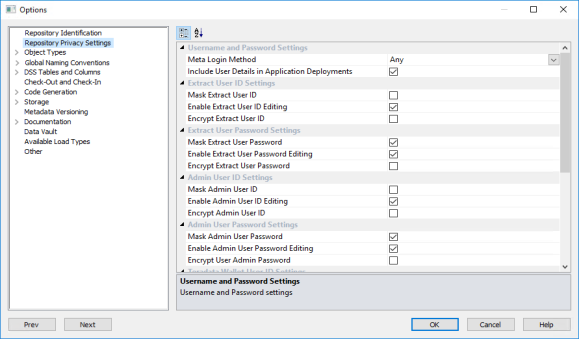 Options
Repository Identification
Repository Privacy Settings
Object Types
Global Naming Conventions
DSS Tables and Columns
Check-Out and Check-In
Code Generation
Storage
Metadata Versioning
Documentation
Data Vault
Available Load Types
Other
Username and Password Settings
Meta Login Method Any
Include User Details in Application Deployments
Extract User ID Settings
Mask Extract User ID
Enable Extract User ID Editing
Encrypt Extract User ID
Extract User Password Settings
Mask Extract User Password
Enable Extract User Password Editing
Encrypt Extract User Password
Admin User ID Settings
Mask Admin User ID
Enable Admin User ID Editing
Encrypt Admin User ID
Admin User Password Settings
Mask Admin User Password
Enable Admin User Password Editing
Encrypt User Admin Password
Teradata Wallet User ID Settings
Username and Password Settings
Username and Password settings
Prev Next OK Cancel Help